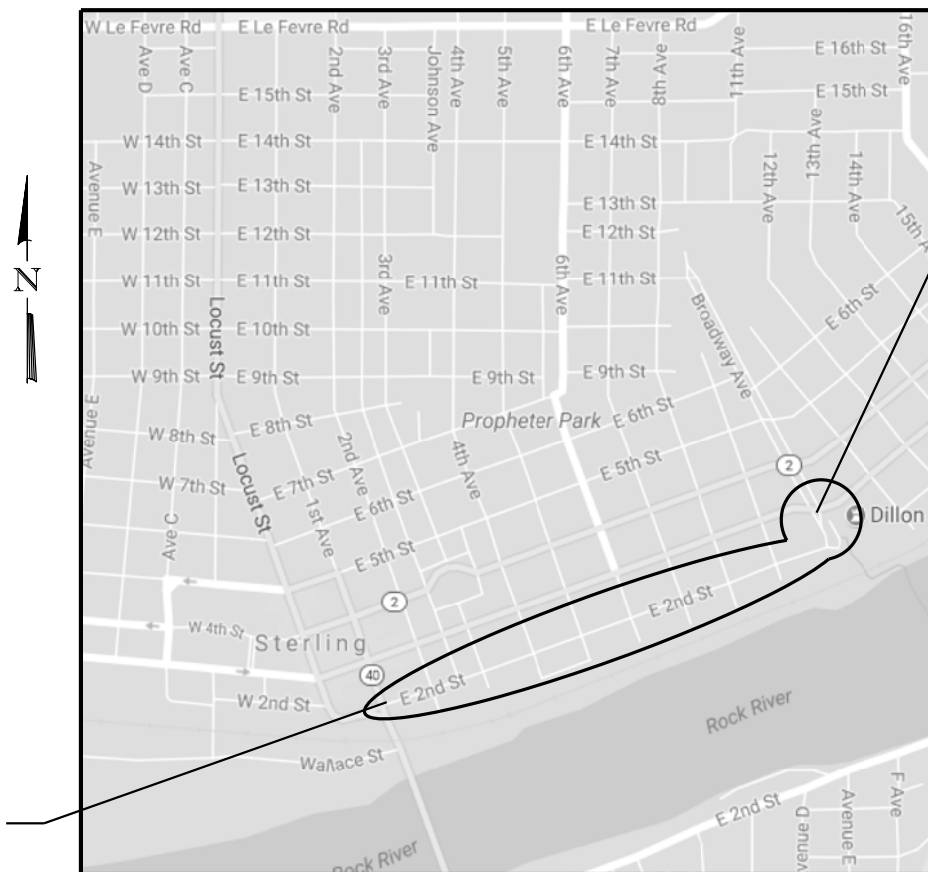 W Le Fevre Rd
E Le Fevre Rd
E Le Fevre Rd
Ave D
Ave C
2nd Ave
3rd Ave
Johnson Ave
4th Ave
5th Ave
6th Ave
7th Ave
8th Ave
11th Ave
E 16th St
16th Ave
E 15th St
E 15th St
13th Ave
W 14th St
E 14th St
E 14th St
Avenue E
12th Ave
14th Ave
W 13th St
E 13th St
E 13th St
15th A
W 12th St
E 12th St
E 12th St
N
W 11th St
E 11th St
3rd Ave
E 11th St
6th Ave
E 11th St
Broadway Ave
E 6th St
Locust St
W 10th St
E 10th St
W 9th St
E 9th St
E 9th St
E 9th St
Avenue E
W 8th St
E 8th St
Propheter Park
E 6th St
2nd Ave
4th Ave
Locust St
W 7th St
E 7th St
E 5th St
2
1st Ave
E 6th St
Ave C
Dillon
E 5th St
2
E 2nd St
W 4th St
Sterling
40
E 2nd St
W 2nd St
Rock River
Wallace St
E 2nd St
Avenue E
F Ave
venue D
Rock River